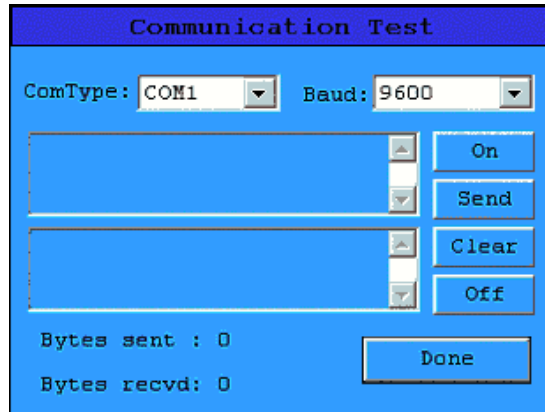 Communication Test
ComType: COM1 Baud: 9600
On
Send
Clear
Off
Bytes sent : 0
Done
Bytes recvd: 0